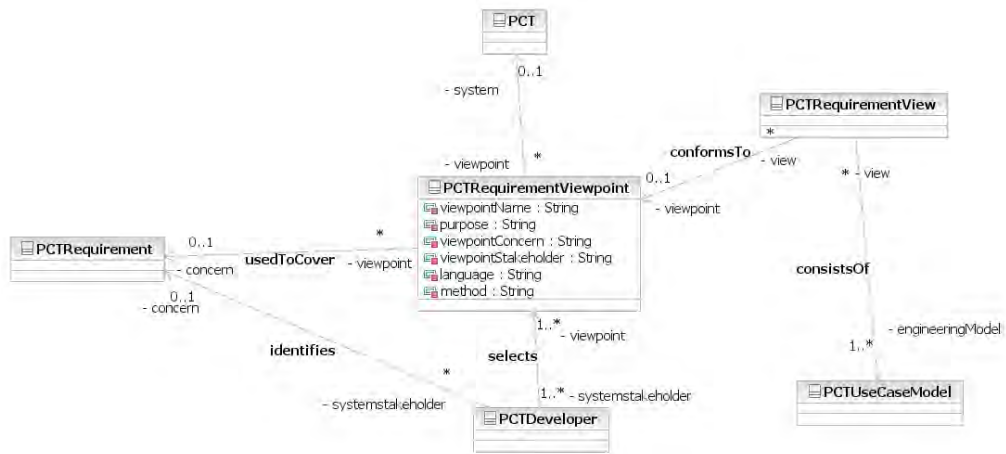 PCT
0..1
- system
PCTRequirementView
*
conformsTo
- view
- viewpoint
*
0..1
* - view
PCTRequirementViewpoint
- viewpoint
viewpointName : String
purpose : String
viewpointConcern : String
viewpointStakeholder : String
language : String
method : String
PCTRequirement
0..1
*
usedToCover
- concern
- viewpoint
consistsOf
0..1
- concern
1..*
- viewpoint
- engineeringModel
identifies
selects
1..*
*
1..* - systemstakeholder
- systemstakeholder
PCTUseCaseModel
PCTDeveloper